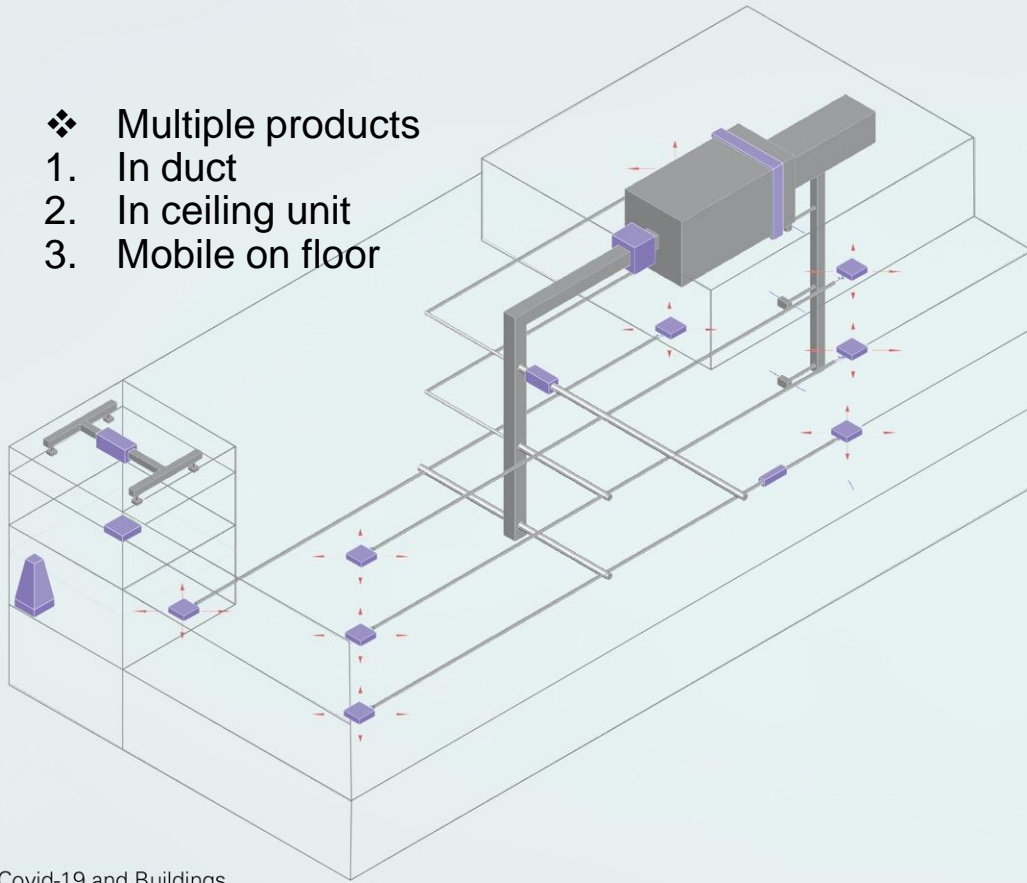 ❖ Multiple products
1. In duct
2. In ceiling unit
3. Mobile on floor
Covid-19 and Buildings